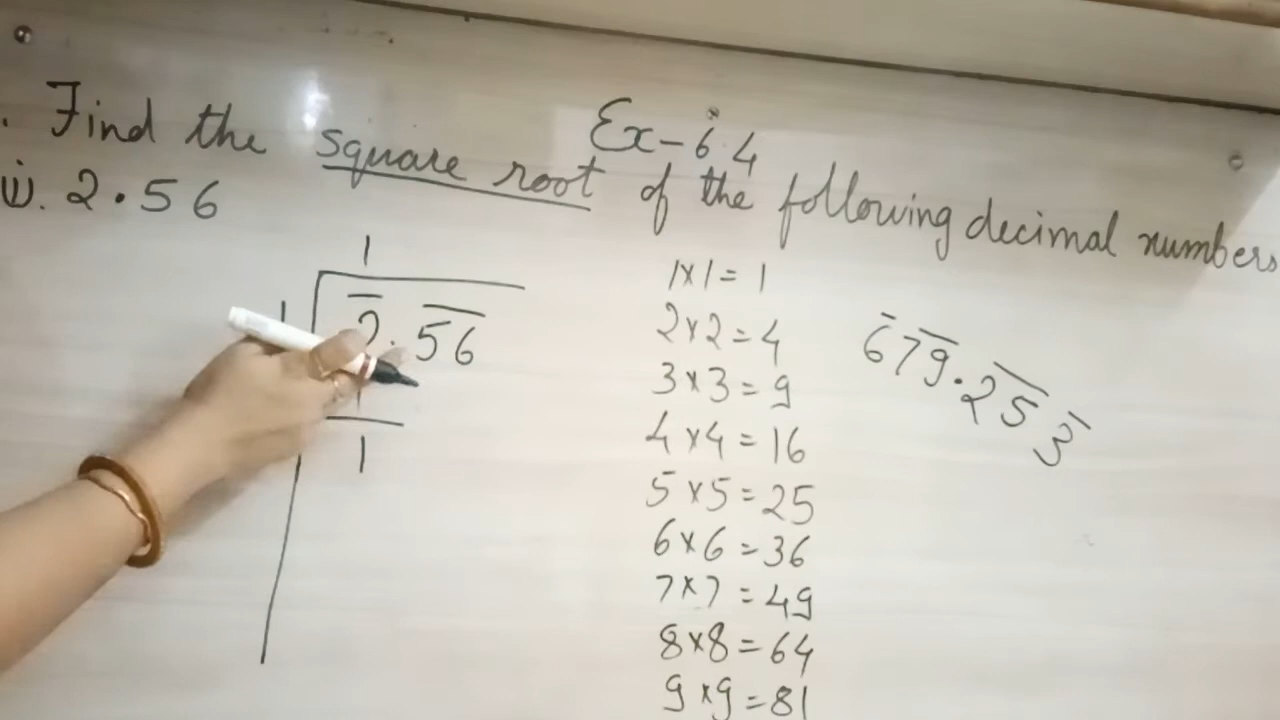 Ex-6.4
. Find the square root of the following decimal numbers
(i). 2.56
1
1 2.56
1
1
1x1=1
2x2=4
3x3=9
4x4=16
5x5=25
6x6=36
7x7=49
8x8=64
9x9=81
679.253